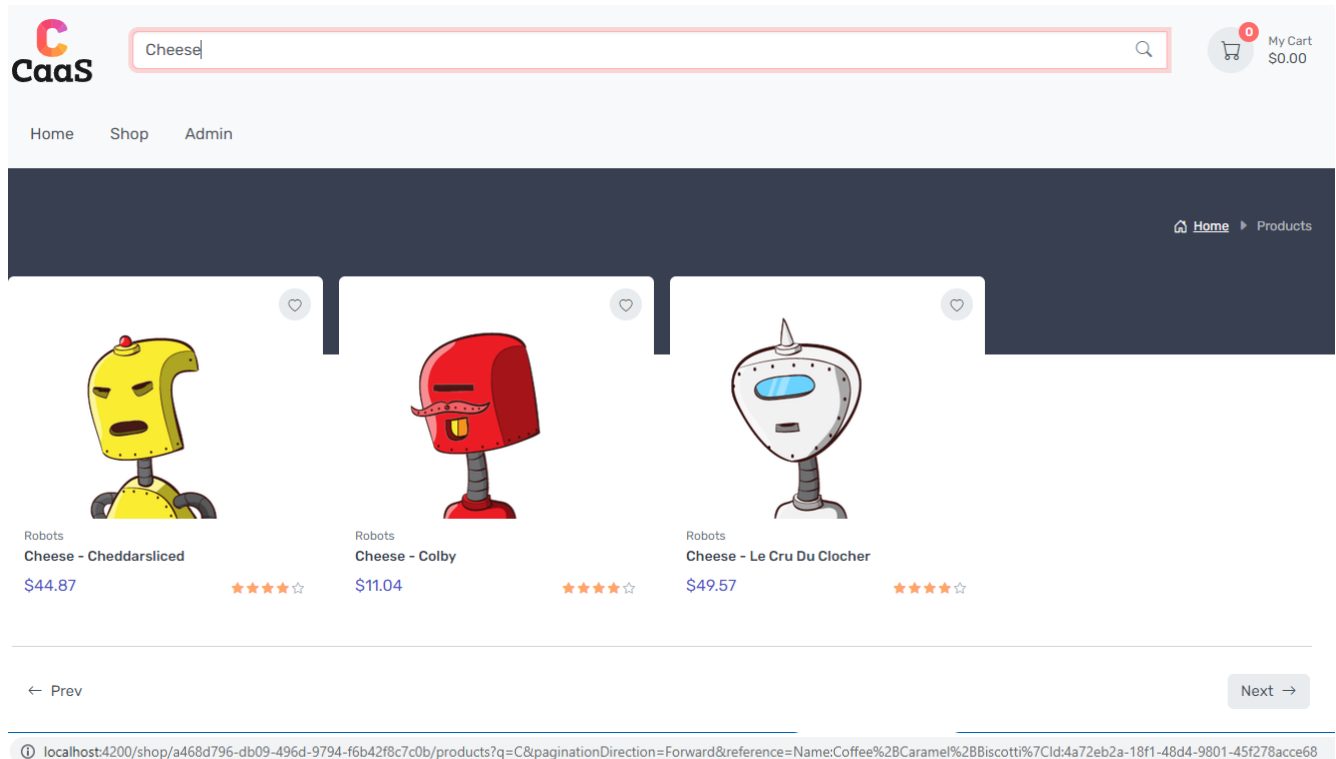 C
CaaS
Cheese
0
My Cart
$0.00
Home Shop Admin
Home Products
Robots
Cheese - Cheddarsliced
$44.87
Robots
Cheese - Colby
$11.04
Robots
Cheese - Le Cru Du Clocher
$49.57
← Prev
Next →
localhost:4200/shop/a468d796-db09-496d-9794-f6b42f8c7c0b/products?q=C&paginationDirection=Forward&reference=Name:Coffee%2BCaramel%2BBiscotti%7CId:4a72eb2a-18f1-48d4-9801-45f278acce68